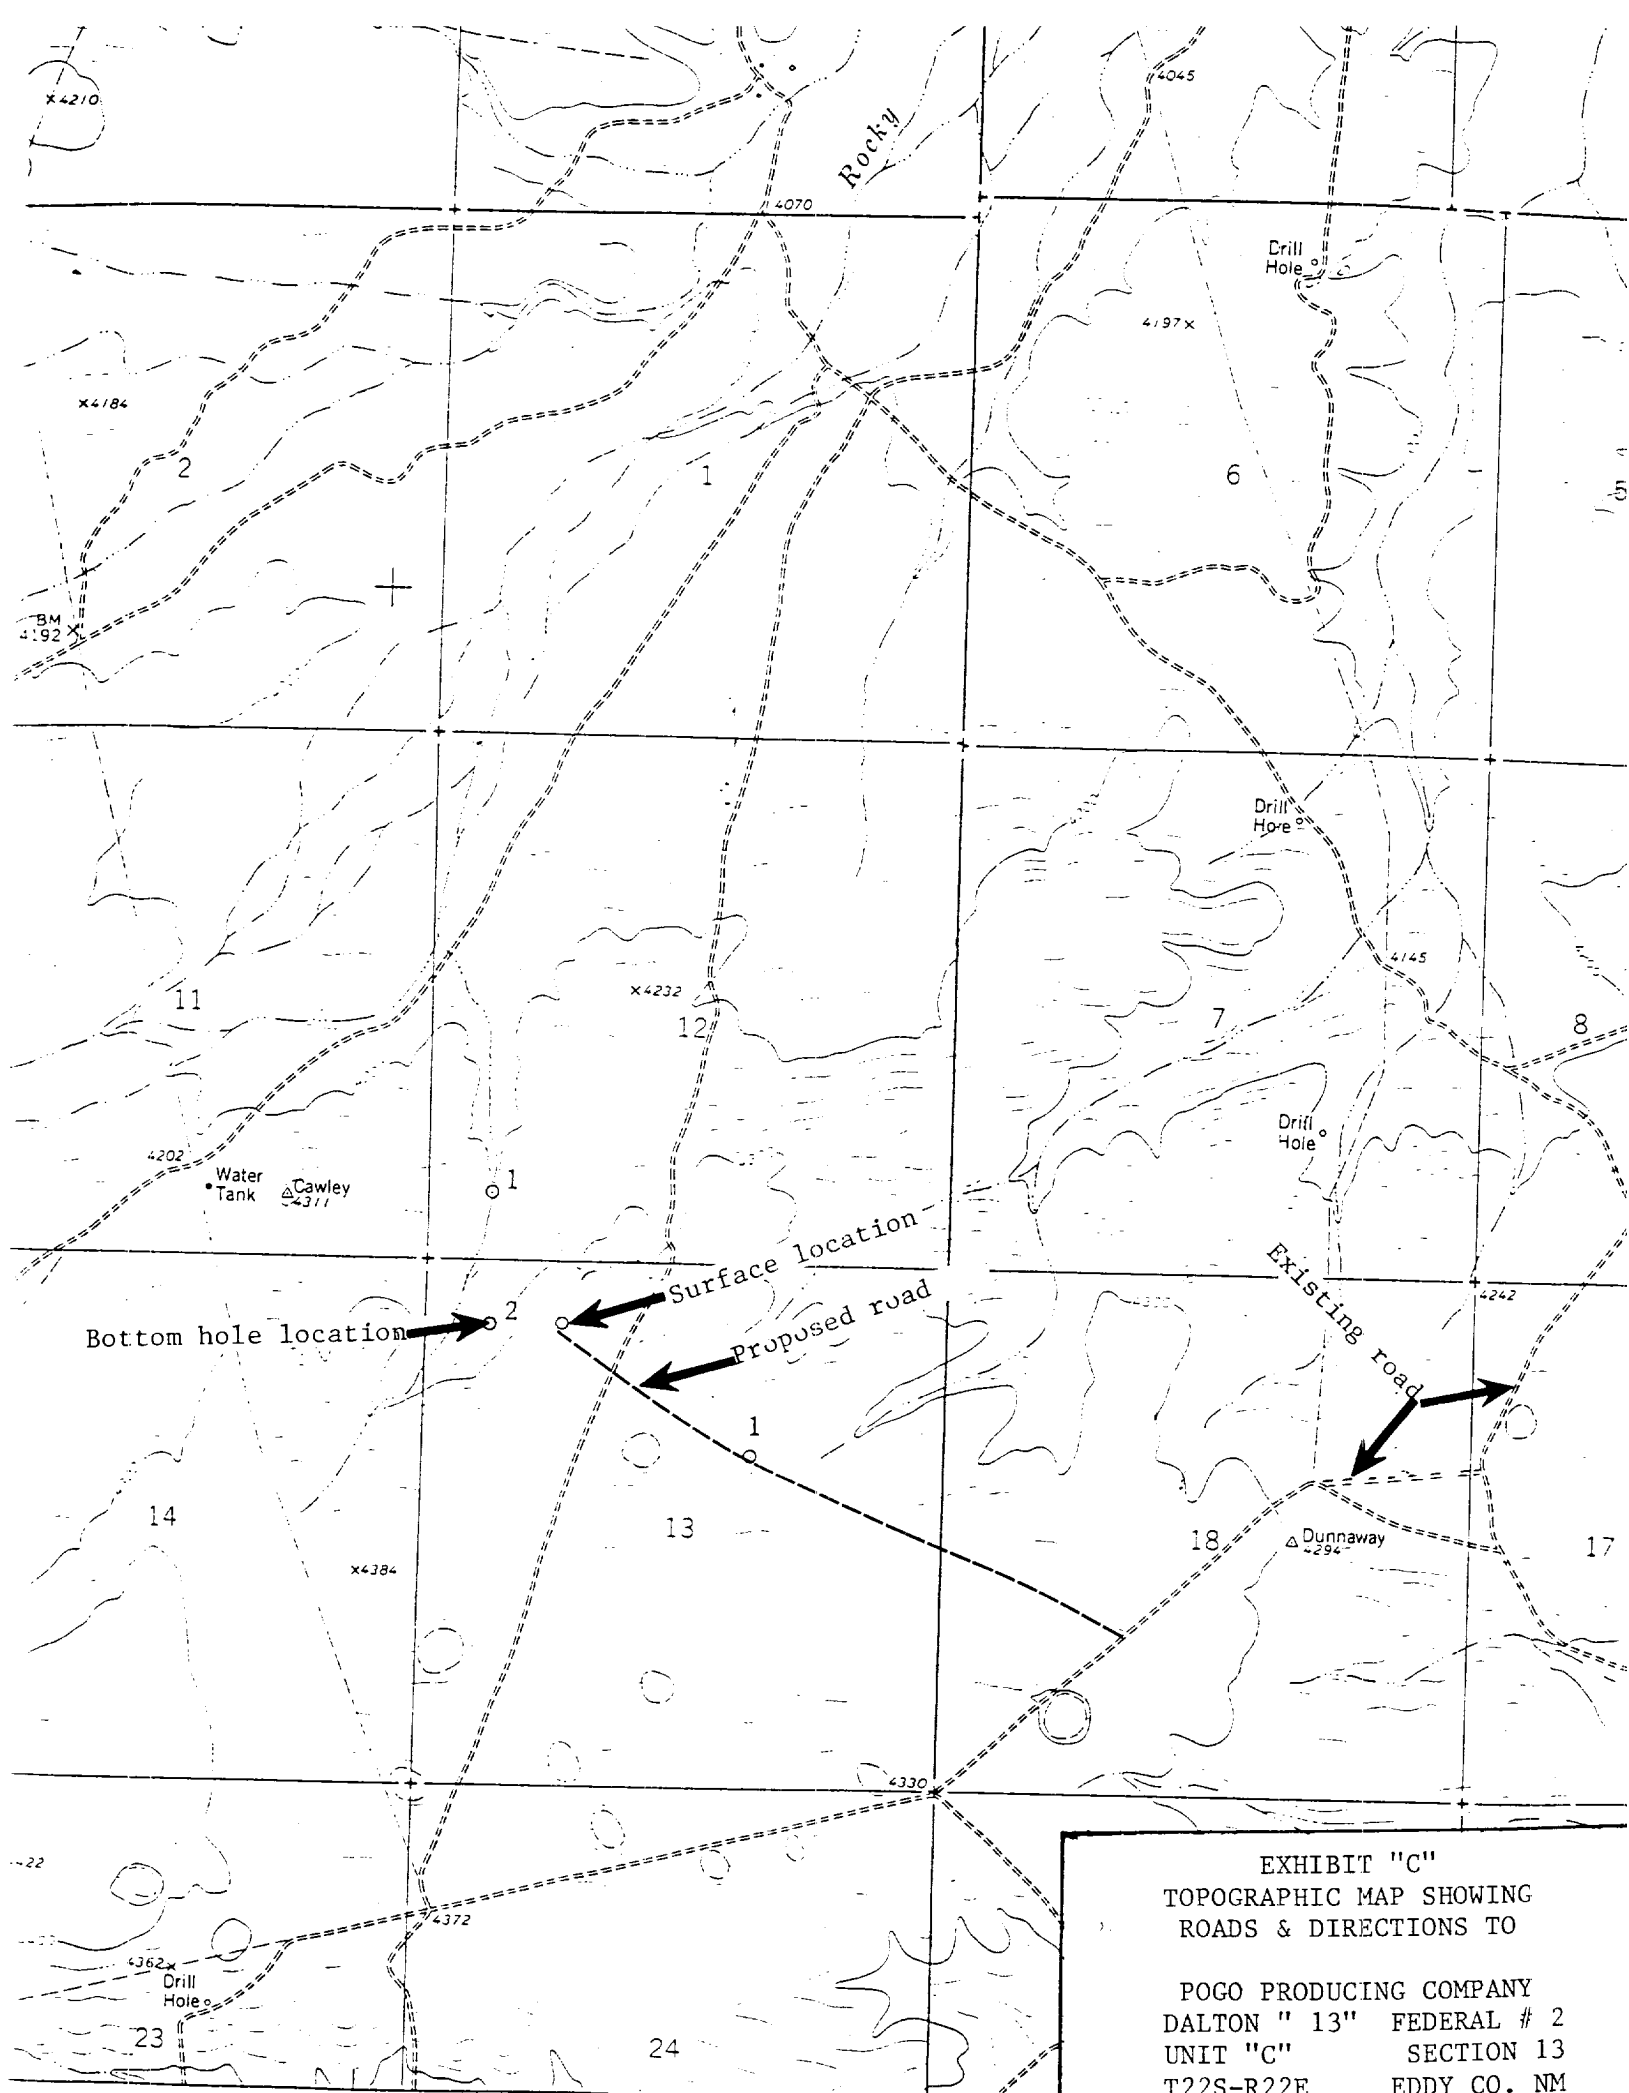 x4210
4045
Rocky
4070
Drill
Hole
4197x
x4184
2
1
6
5
BM
4192
Drill
Hole
4145
11
x4232
12
7
8
Drill
Hole
4202
Water
Tank
Cawley
4311
1
Surface location
Existing road
4242
Bottom hole location
2
Proposed road
1
14
13
18
Dunnaway
4294
17
x4384
4330
4372
4362x
Drill
Hole
23
24
EXHIBIT "C"
TOPOGRAPHIC MAP SHOWING
ROADS & DIRECTIONS TO
POGO PRODUCING COMPANY
DALTON " 13" FEDERAL # 2
UNIT "C" SECTION 13
T22S-R22E EDDY CO. NM